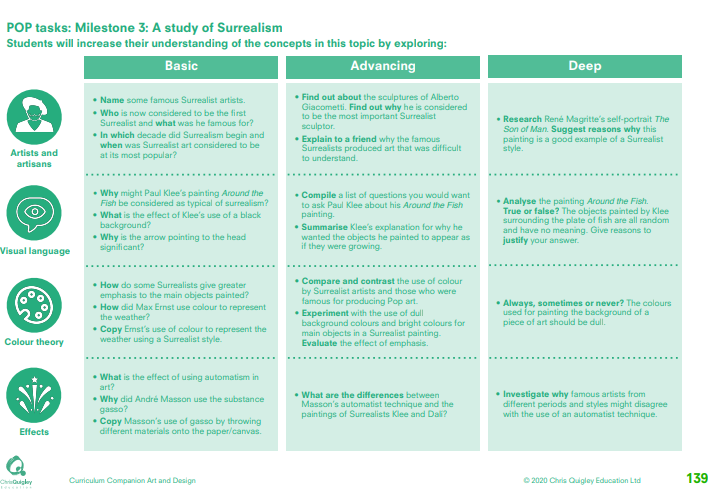 POP tasks: Milestone 3: A study of Surrealism
Students will increase their understanding of the concepts in this topic by exploring:
Basic
Advancing
Deep
Artists and
artisans
• Name some famous Surrealist artists.
• Who is now considered to be the first
Surrealist and what was he famous for?
• In which decade did Surrealism begin and
when was Surrealist art considered to be
at its most popular?
• Find out about the sculptures of Alberto
Giacometti. Find out why he is considered
to be the most important Surrealist
sculptor.
• Explain to a friend why the famous
Surrealists produced art that was difficult
to understand.
• Research René Magritte's self-portrait The
Son of Man. Suggest reasons why this
painting is a good example of a Surrealist
style.
Visual language
• Why might Paul Klee's painting Around the
Fish be considered as typical of surrealism?
• What is the effect of Klee's use of a black
background?
• Why is the arrow pointing to the head
significant?
• Compile a list of questions you would want
to ask Paul Klee about his Around the Fish
painting.
• Summarise Klee's explanation for why he
wanted the objects he painted to appear as
if they were growing.
• Analyse the painting Around the Fish.
True or false? The objects painted by Klee
surrounding the plate of fish are all random
and have no meaning. Give reasons to
justify your answer.
Colour theory
• How do some Surrealists give greater
emphasis to the main objects painted?
• How did Max Ernst use colour to represent
the weather?
• Copy Ernst's use of colour to represent the
weather using a Surrealist style.
• Compare and contrast the use of colour
by Surrealist artists and those who were
famous for producing Pop art.
• Experiment with the use of dull
background colours and bright colours for
main objects in a Surrealist painting.
Evaluate the effect of emphasis.
• Always, sometimes or never? The colours
used for painting the background of a
piece of art should be dull.
Effects
• What is the effect of using automatism in
art?
• Why did André Masson use the substance
gasso?
• Copy Masson's use of gasso by throwing
different materials onto the paper/canvas.
• What are the differences between
Masson's automatist technique and the
paintings of Surrealists Klee and Dalí?
• Investigate why famous artists from
different periods and styles might disagree
with the use of an automatist technique.
ChrisQuigley
Education
Curriculum Companion Art and Design
© 2020 Chris Quigley Education Ltd
139